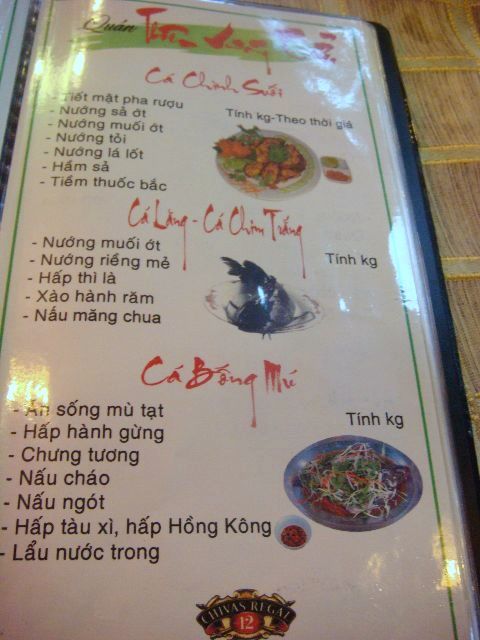 Quán
Cá Chình Suối
- Tiết mật pha rượu
- Nướng sả ớt
- Nướng muối ớt
- Nướng tỏi
- Nướng lá lốt
- Hầm sả
- Tiềm thuốc bắc
Tính kg-Theo thời giá
Cá Lăng - Cá Chim Trắng
- Nướng muối ớt
- Nướng riềng mẻ
- Hấp thì là
- Xào hành răm
- Nấu măng chua
Tính kg
Cá Bống Mú
- Ăn sống mù tạt
- Hấp hành gừng
- Chưng tương
- Nấu cháo
- Nấu ngót
- Hấp tàu xì, hấp Hồng Kông
- Lẩu nước trong
Tính kg
CHIVAS REGAL
12